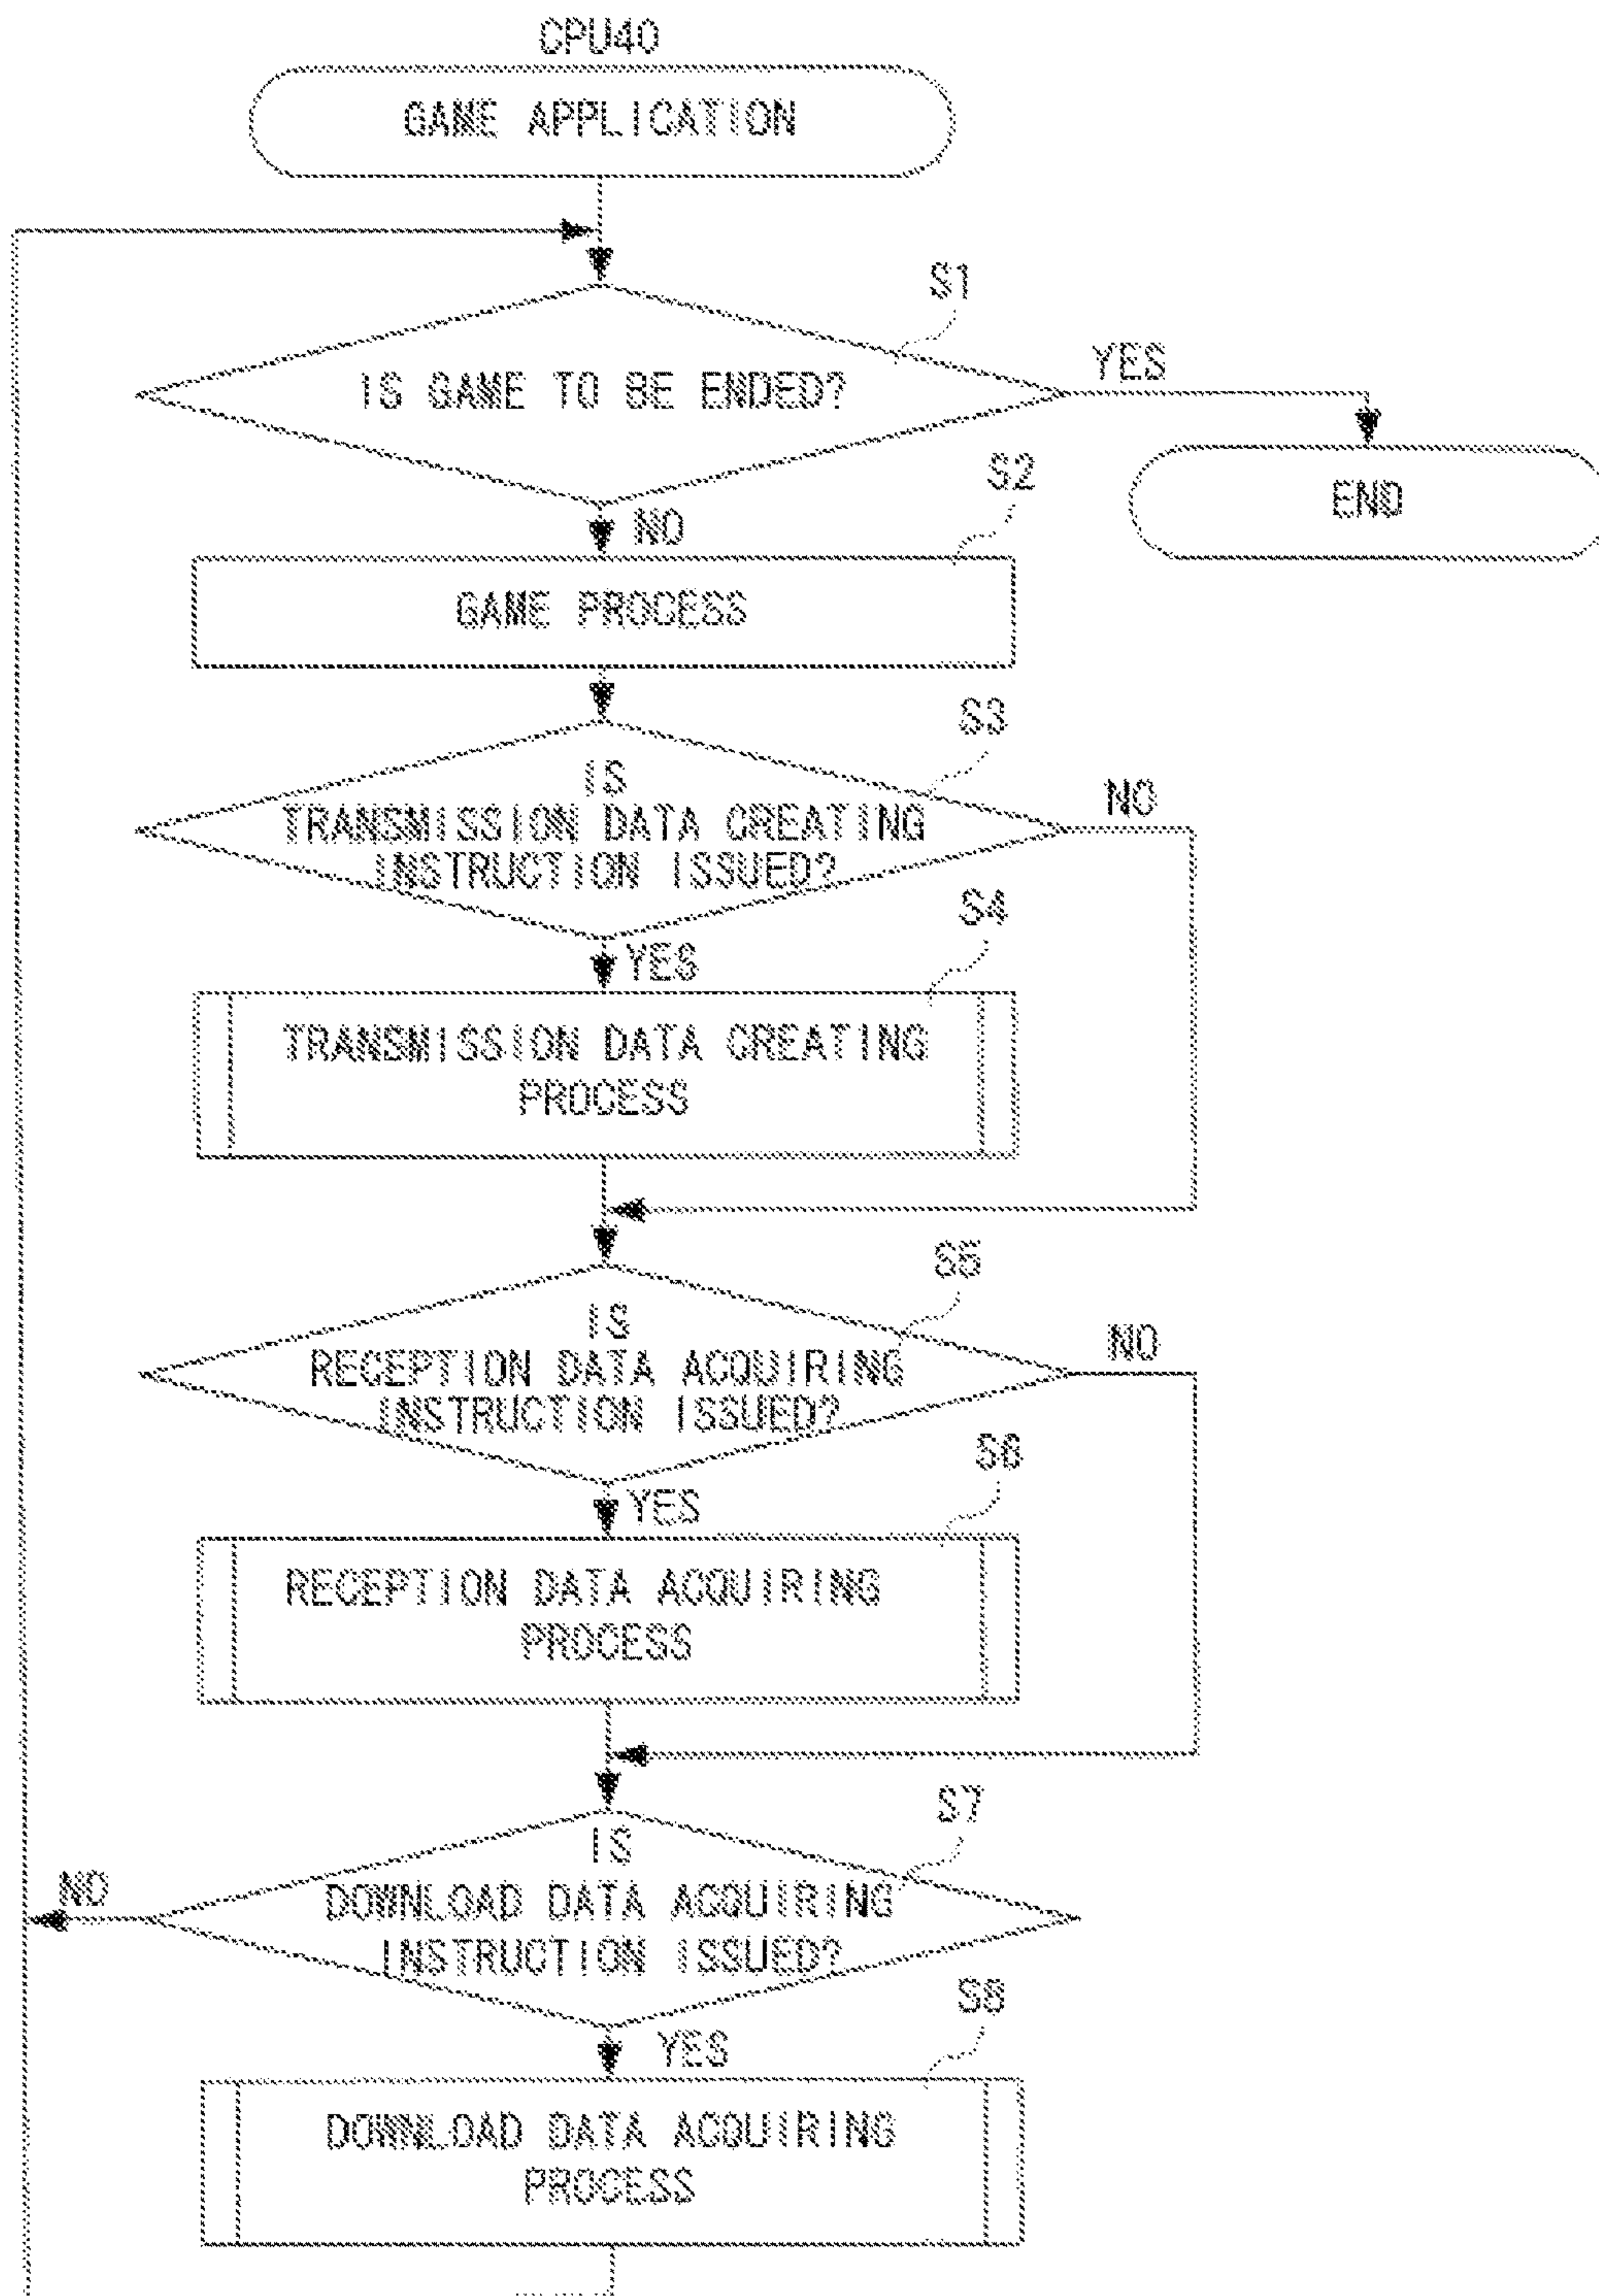 CPU40
GAME APPLICATION
S1
IS GAME TO BE ENDED?
YES
END
NO
S2
GAME PROCESS
S3
IS
TRANSMISSION DATA CREATING
INSTRUCTION ISSUED?
NO
YES
S4
TRANSMISSION DATA CREATING
PROCESS
S5
IS
RECEPTION DATA ACQUIRING
INSTRUCTION ISSUED?
NO
YES
S6
RECEPTION DATA ACQUIRING
PROCESS
S7
IS
DOWNLOAD DATA ACQUIRING
INSTRUCTION ISSUED?
NO
YES
S8
DOWNLOAD DATA ACQUIRING
PROCESS